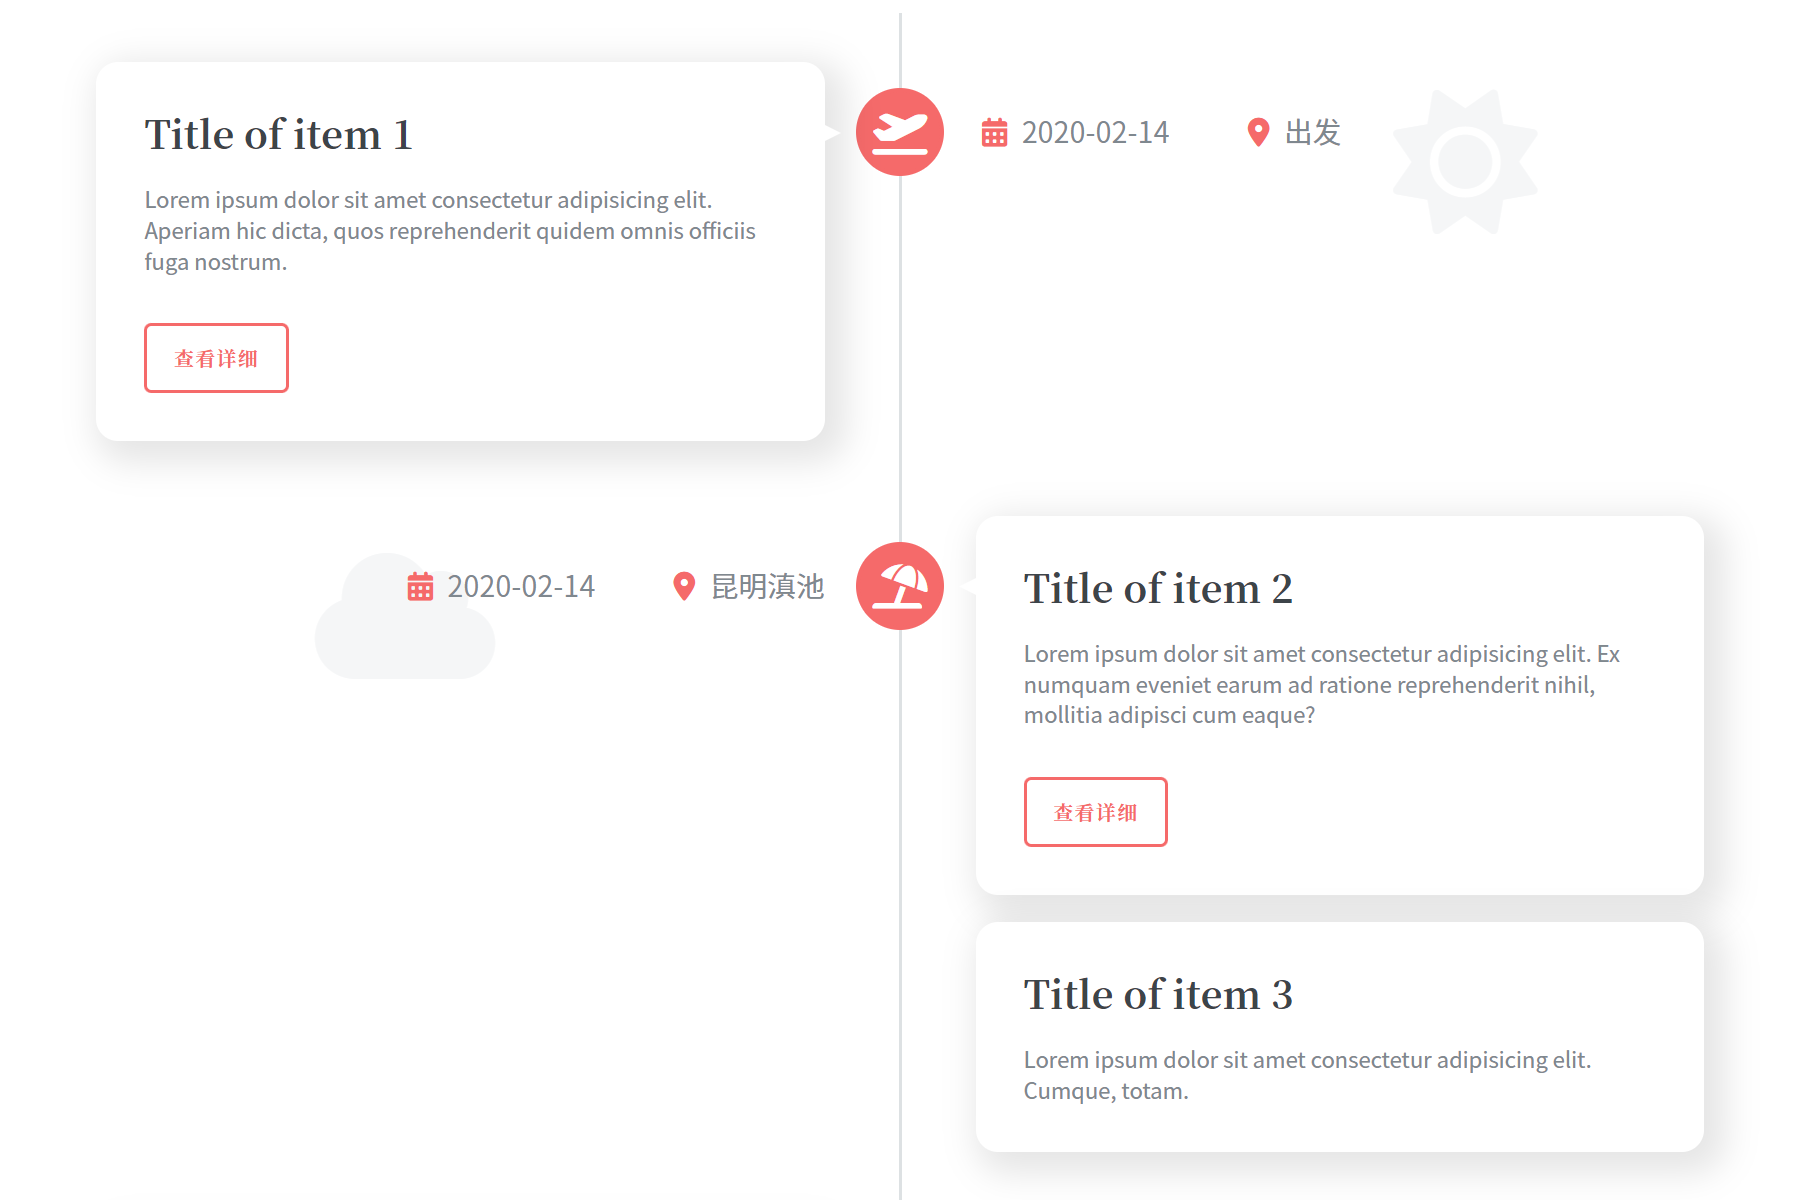 Title of item 1
Lorem ipsum dolor sit amet consectetur adipisicing elit.
Aperiam hic dicta, quos reprehenderit quidem omnis officiis
fuga nostrum.
查看详细
2020-02-14
出发
2020-02-14
昆明滇池
Title of item 2
Lorem ipsum dolor sit amet consectetur adipisicing elit. Ex
numquam eveniet earum ad ratione reprehenderit nihil,
mollitia adipisci cum eaque?
查看详细
Title of item 3
Lorem ipsum dolor sit amet consectetur adipisicing elit.
Cumque, totam.